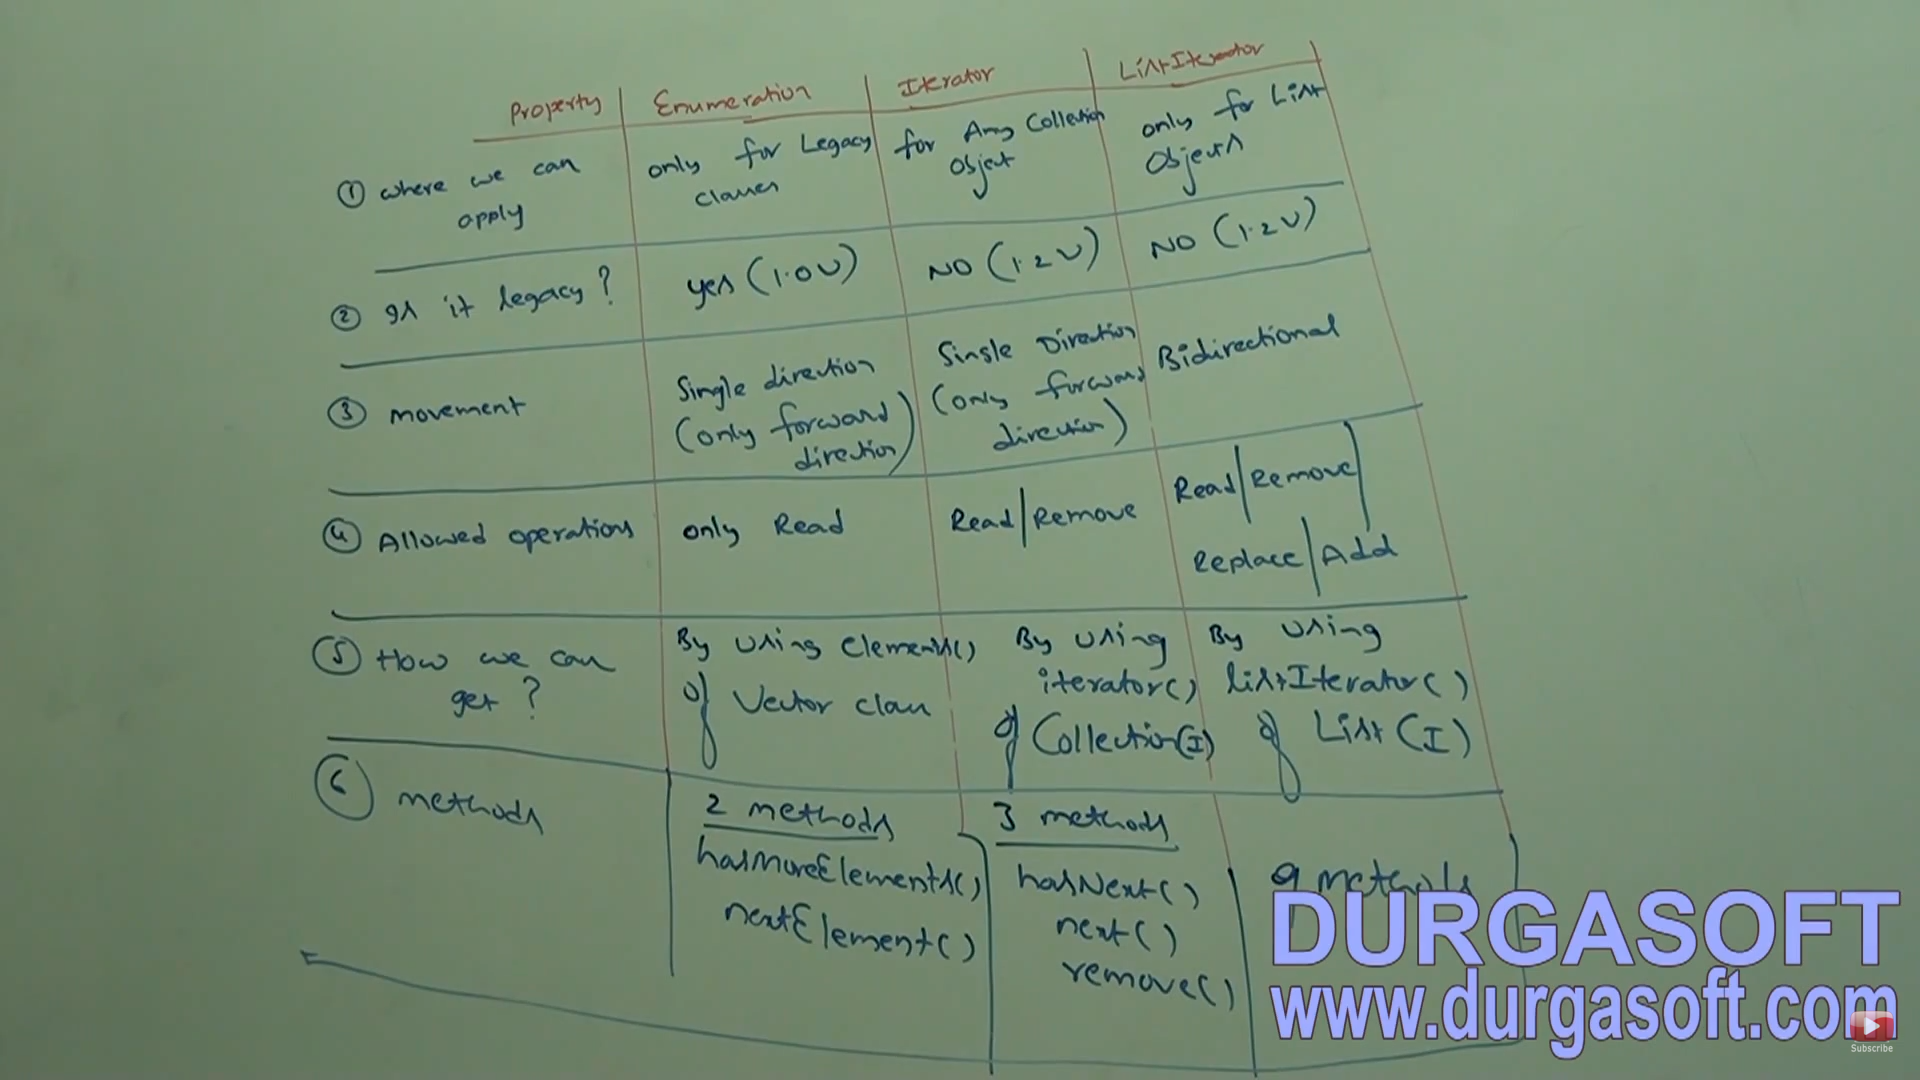 Property Enumeration Iterator ListIterator
① where we can apply
only for Legacy classes
for Any Collection Object
only for List Objects
② Is it legacy?
yes (1.0 V)
NO (1.2 V)
NO (1.2 V)
③ movement
Single direction
(only forward direction)
Single Direction
(only forward direction)
Bidirectional
④ Allowed operations
only Read
Read/Remove
Read/Remove/
Replace/Add
⑤ How we can get?
By using elements()
of Vector class
By using iterator()
of Collection(I)
By using listIterator()
of List(I)
⑥ methods
2 methods
hasMoreElements()
nextElement()
3 methods
hasNext()
next()
remove()
9 methods
DURGASOFT
www.durgasoft.com
Subscribe